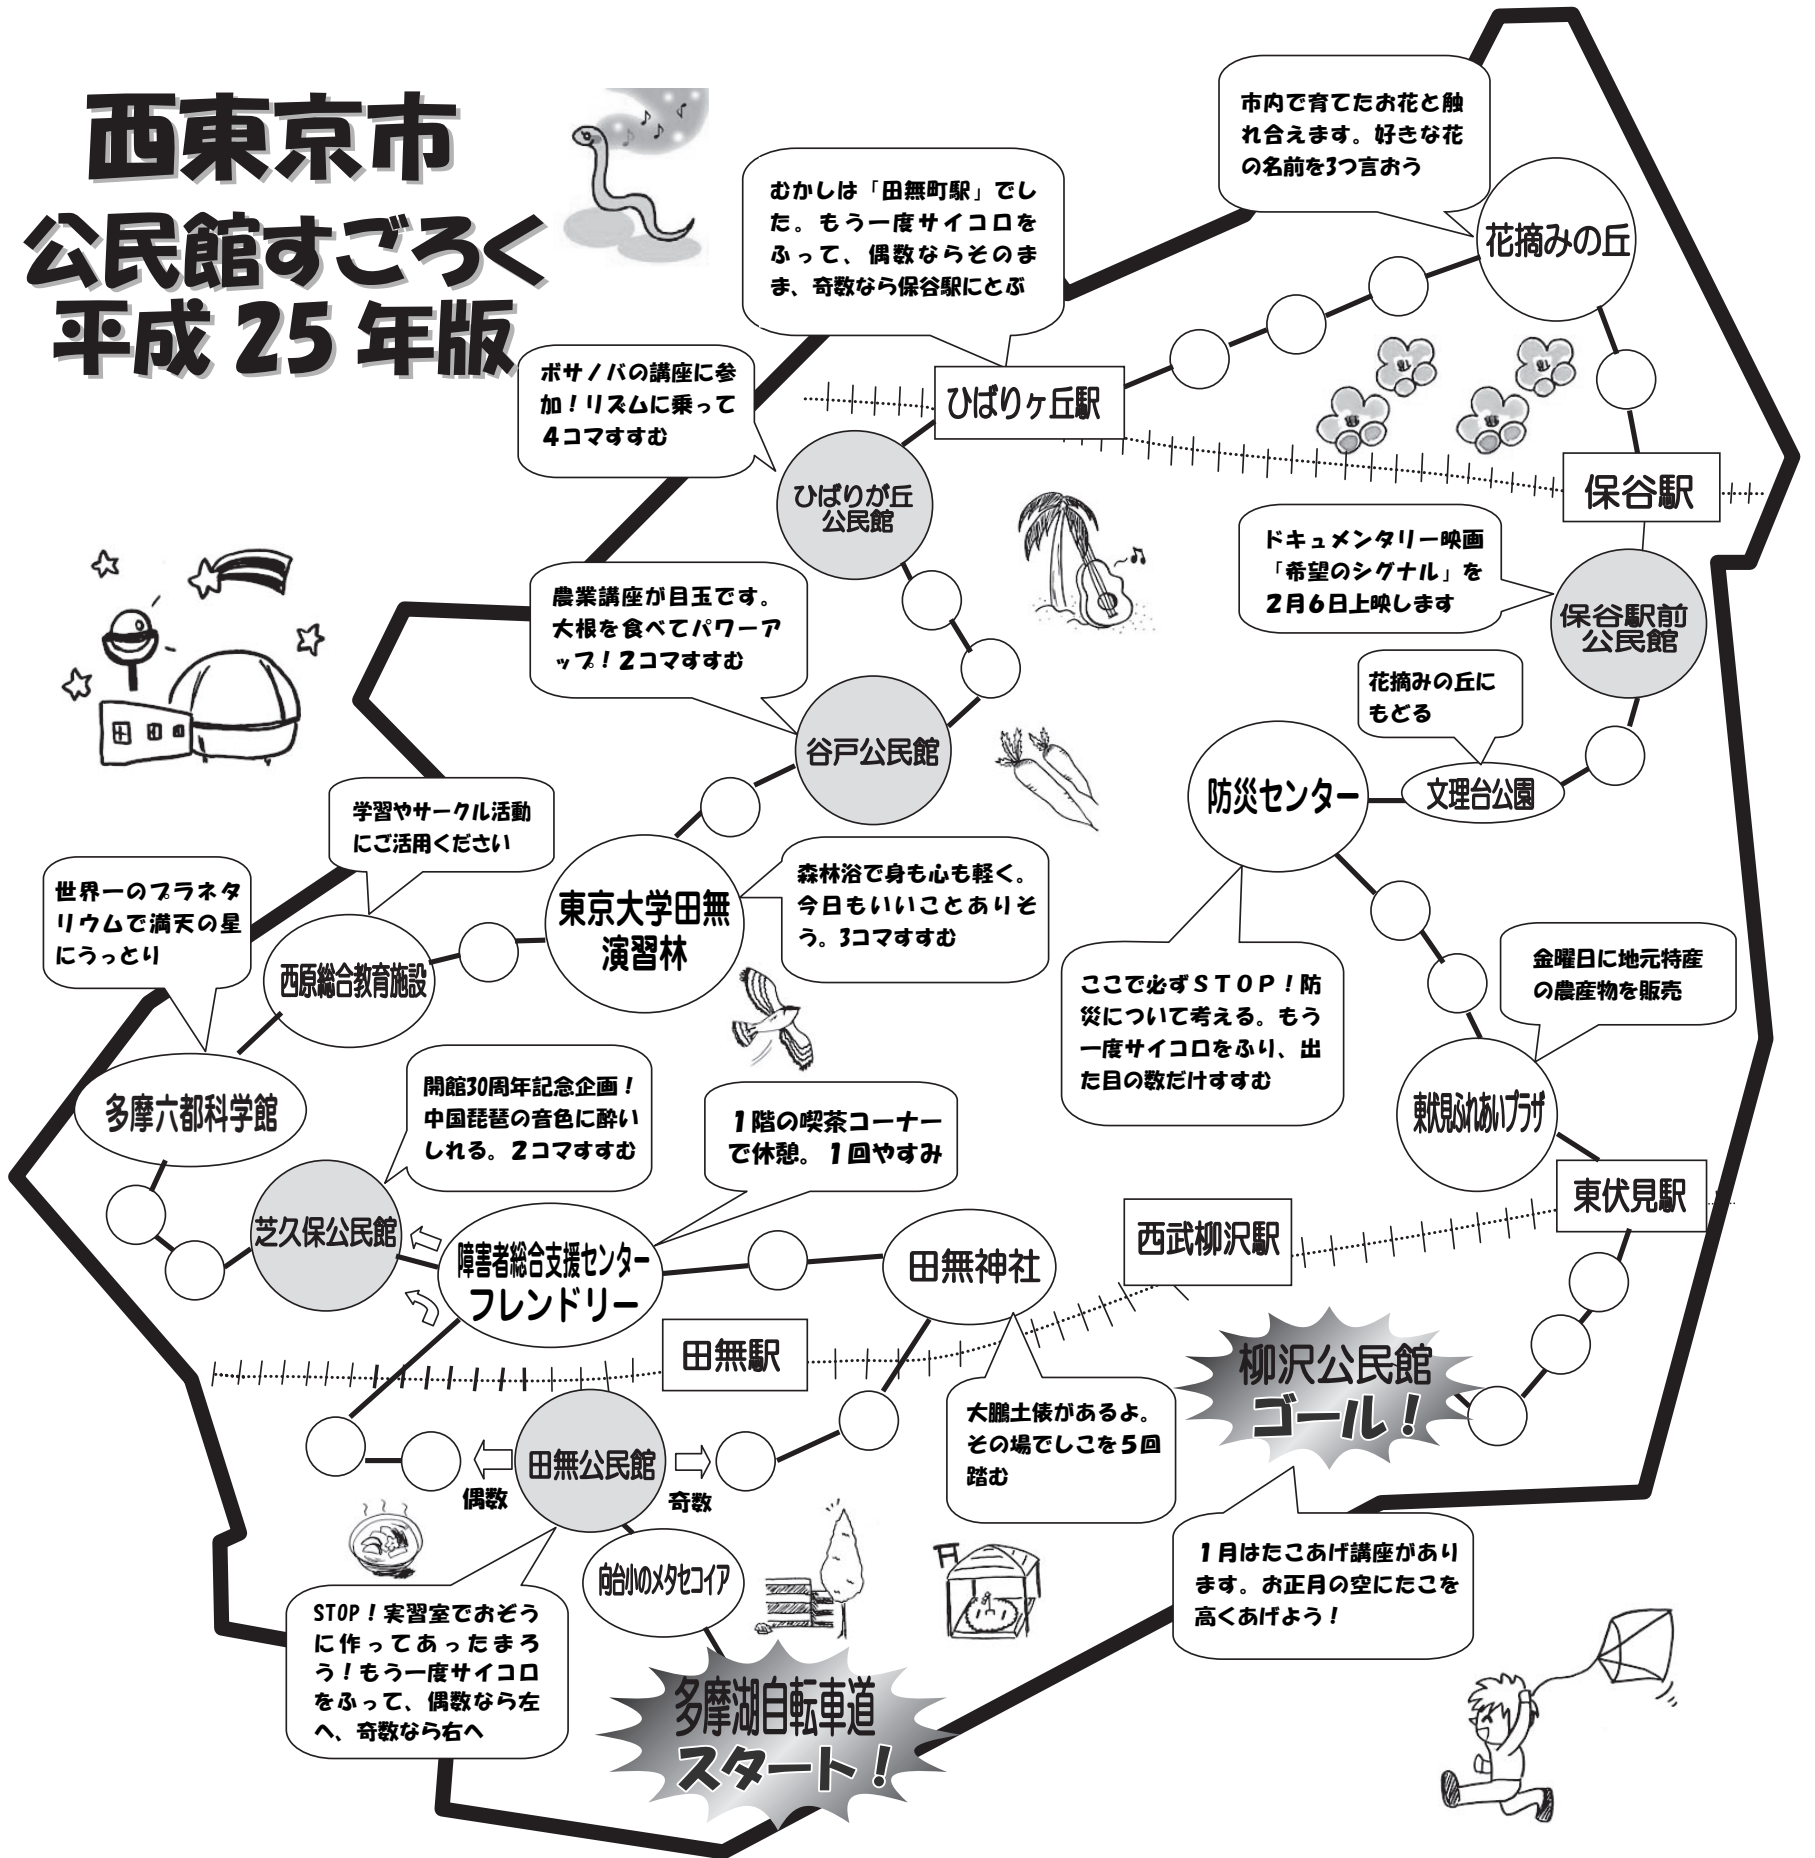 西東京市
公民館すごろく
平成 25 年版
市内で育てたお花と触
れ合えます。好きな花
の名前を3つ言おう
花摘みの丘
むかしは「田無町駅」でし
た。もう一度サイコロを
ふって、偶数ならそのま
ま、奇数なら保谷駅にとぶ
ひばりヶ丘駅
ボサノバの講座に参
加！リズムに乗って
4コマすすむ
ひばりが丘
公民館
保谷駅
ドキュメンタリー映画
「希望のシグナル」を
2月6日上映します
保谷駅前
公民館
農業講座が目玉です。
大根を食べてパワーア
ップ！2コマすすむ
谷戸公民館
花摘みの丘に
もどる
文理台公園
防災センター
学習やサークル活動
にご活用ください
西原総合教育施設
東京大学田無
演習林
森林浴で身も心も軽く。
今日もいいことありそ
う。3コマすすむ
世界一のプラネタ
リウムで満天の星
にうっとり
多摩六都科学館
ここで必ずＳＴＯＰ！防
災について考える。もう
一度サイコロをふり、出
た目の数だけすすむ
金曜日に地元特産
の農産物を販売
東伏見ふれあいプラザ
東伏見駅
開館30周年記念企画！
中国琵琶の音色に酔い
しれる。2コマすすむ
芝久保公民館
1階の喫茶コーナー
で休憩。1回やすみ
障害者総合支援センター
フレンドリー
田無神社
西武柳沢駅
田無駅
大鵬土俵があるよ。
その場でしこを5回
踏む
柳沢公民館
ゴール！
田無公民館
偶数
奇数
向台小のメタセコイア
STOP！実習室でおぞう
に作ってあったまろ
う！もう一度サイコロ
をふって、偶数なら左
へ、奇数なら右へ
1月はたこあげ講座があり
ます。お正月の空にたこを
高くあげよう！
多摩湖自転車道
スタート！